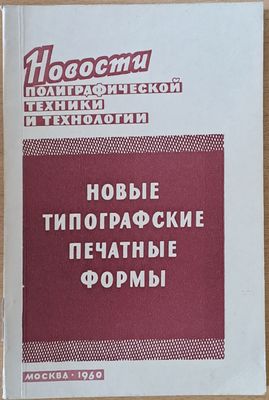 Новости
ПОЛИГРАФИЧЕСКОЙ
ТЕХНИКИ
И ТЕХНОЛОГИИ
НОВЫЕ
ТИПОГРАФСКИЕ
ПЕЧАТНЫЕ
ФОРМЫ
МОСКВА · 1960